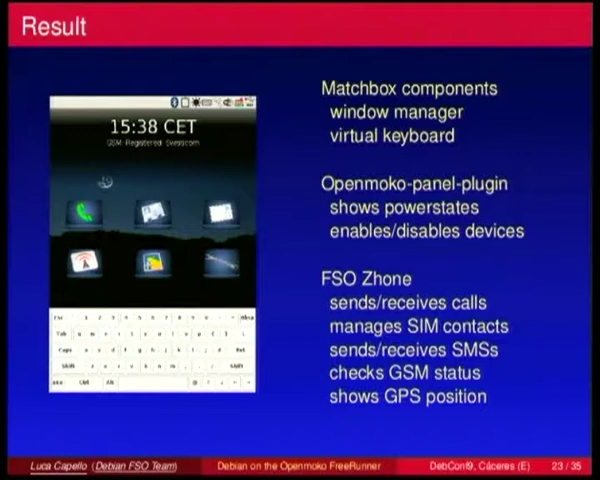 Result
15:38 CET
GSM: Registered Swisscom
Matchbox components
window manager
virtual keyboard
Openmoko-panel-plugin
shows powerstates
enables/disables devices
FSO Zhone
sends/receives calls
manages SIM contacts
sends/receives SMSs
checks GSM status
shows GPS position
Luca Capello (Debian FSO Team)
Debian on the Openmoko FreeRunner
DebConf9, Cáceres (E)
23 / 35